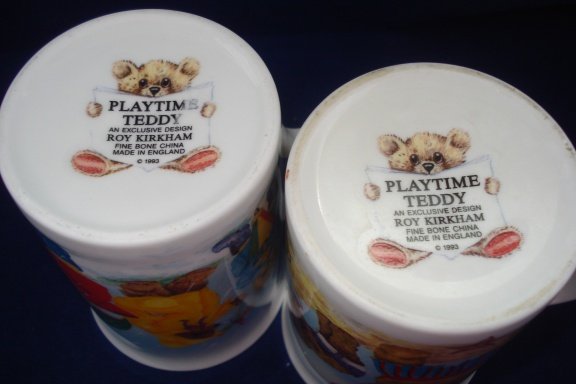 PLAYTIME
TEDDY
AN EXCLUSIVE DESIGN
ROY KIRKHAM
FINE BONE CHINA
MADE IN ENGLAND
© 1993
PLAYTIME
TEDDY
AN EXCLUSIVE DESIGN
ROY KIRKHAM
FINE BONE CHINA
MADE IN ENGLAND
© 1993